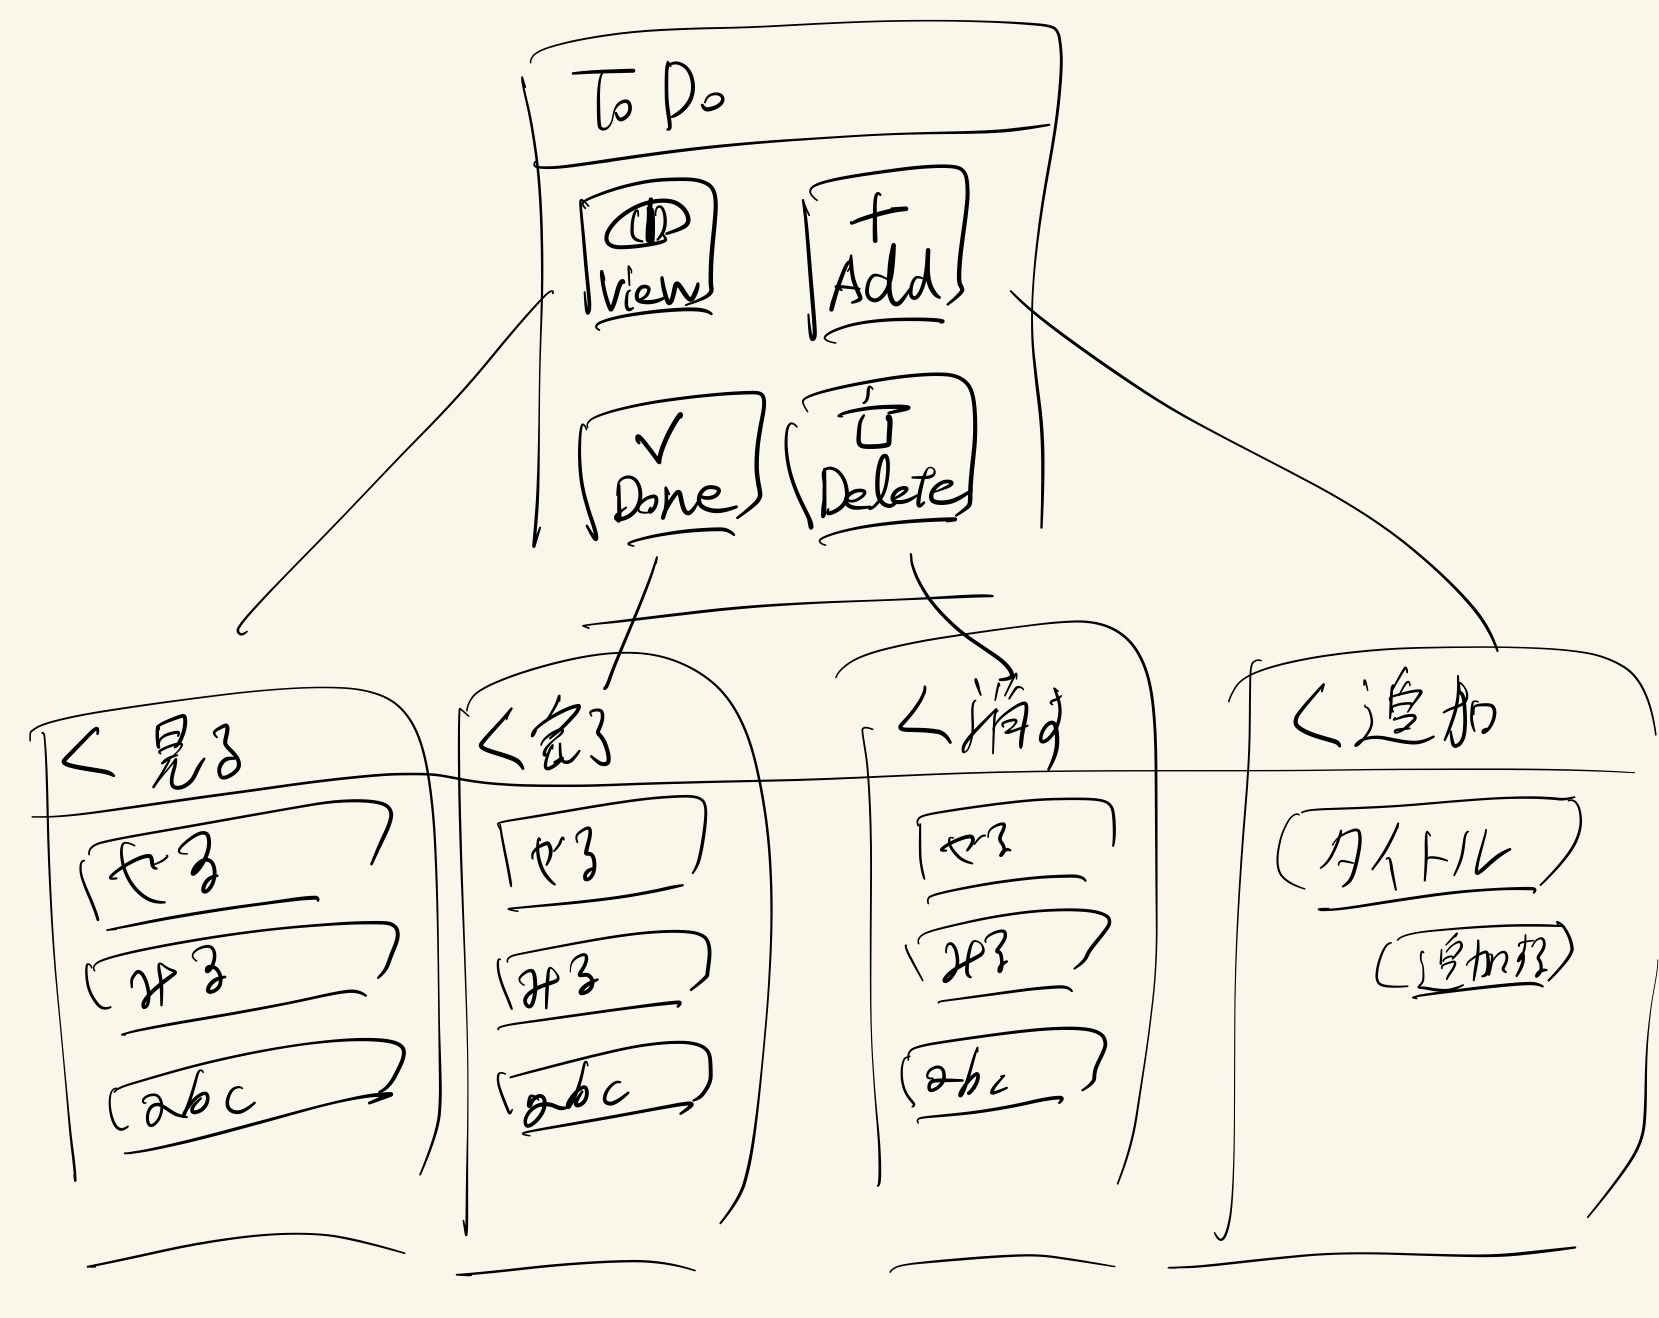 To Do
View
Add
Done
Delete
< 見る
やる
みる
abc
< 完了
やる
みる
abc
< 消す
やる
みる
abc
< 追加
タイトル
追加する